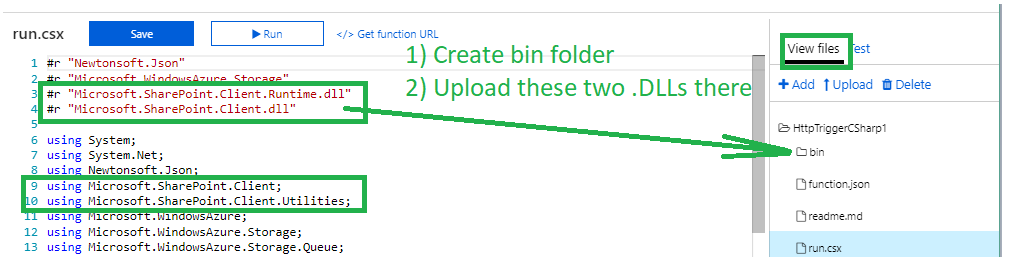 run.csx
Save
Run
</> Get function URL
1) Create bin folder
2) Upload these two .DLLs there
1 #r "Newtonsoft.Json"
2 #r "Microsoft.WindowsAzure.Storage"
3 #r "Microsoft.SharePoint.Client.Runtime.dll"
4 #r "Microsoft.SharePoint.Client.dll"
5
6 using System;
7 using System.Net;
8 using Newtonsoft.Json;
9 using Microsoft.SharePoint.Client;
10 using Microsoft.SharePoint.Client.Utilities;
11 using Microsoft.WindowsAzure;
12 using Microsoft.WindowsAzure.Storage;
13 using Microsoft.WindowsAzure.Storage.Queue;
View files Test
+ Add Upload Delete
HttpTriggerCSharp1
bin
function.json
readme.md
run.csx